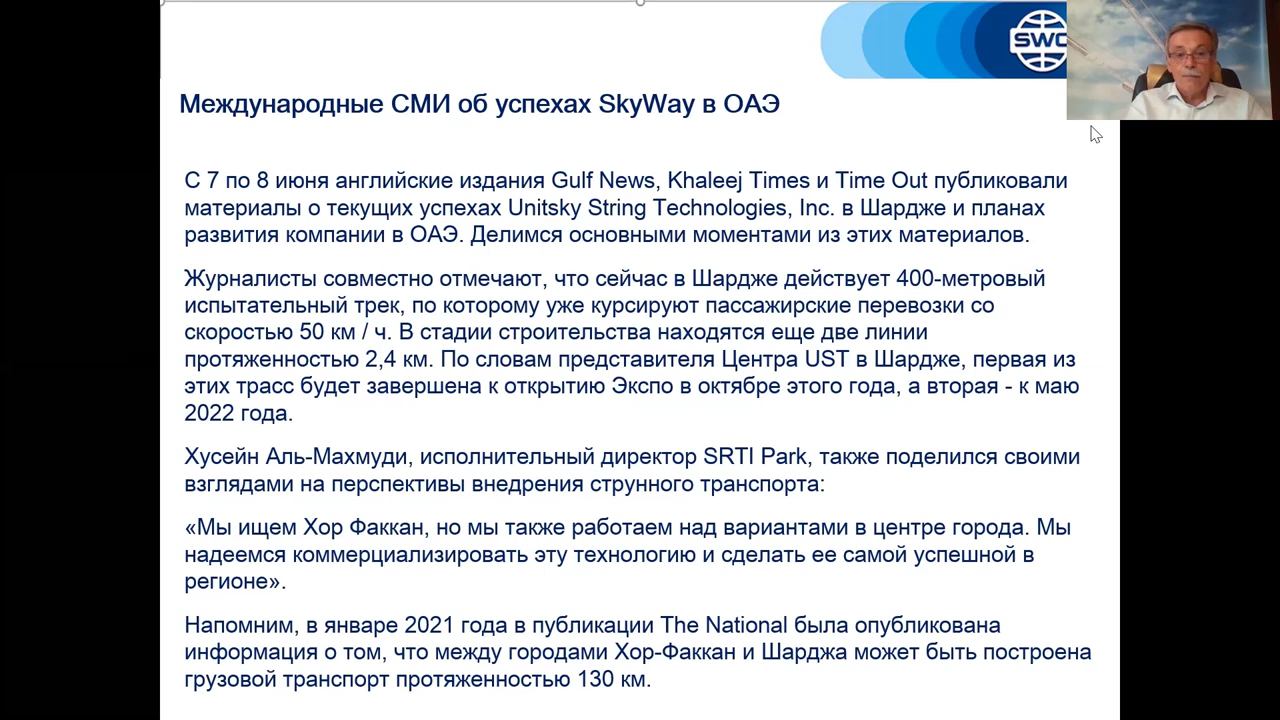 SWC
Международные СМИ об успехах SkyWay в ОАЭ
С 7 по 8 июня английские издания Gulf News, Khaleej Times и Time Out публиковали
материалы о текущих успехах Unitsky String Technologies, Inc. в Шардже и планах
развития компании в ОАЭ. Делимся основными моментами из этих материалов.
Журналисты совместно отмечают, что сейчас в Шардже действует 400-метровый
испытательный трек, по которому уже курсируют пассажирские перевозки со
скоростью 50 км / ч. В стадии строительства находятся еще две линии
протяженностью 2,4 км. По словам представителя Центра UST в Шардже, первая из
этих трасс будет завершена к открытию Экспо в октябре этого года, а вторая - к маю
2022 года.
Хусейн Аль-Махмуди, исполнительный директор SRTI Park, также поделился своими
взглядами на перспективы внедрения струнного транспорта:
«Мы ищем Хор Факкан, но мы также работаем над вариантами в центре города. Мы
надеемся коммерциализировать эту технологию и сделать ее самой успешной в
регионе».
Напомним, в январе 2021 года в публикации The National была опубликована
информация о том, что между городами Хор-Факкан и Шарджа может быть построена
грузовой транспорт протяженностью 130 км.